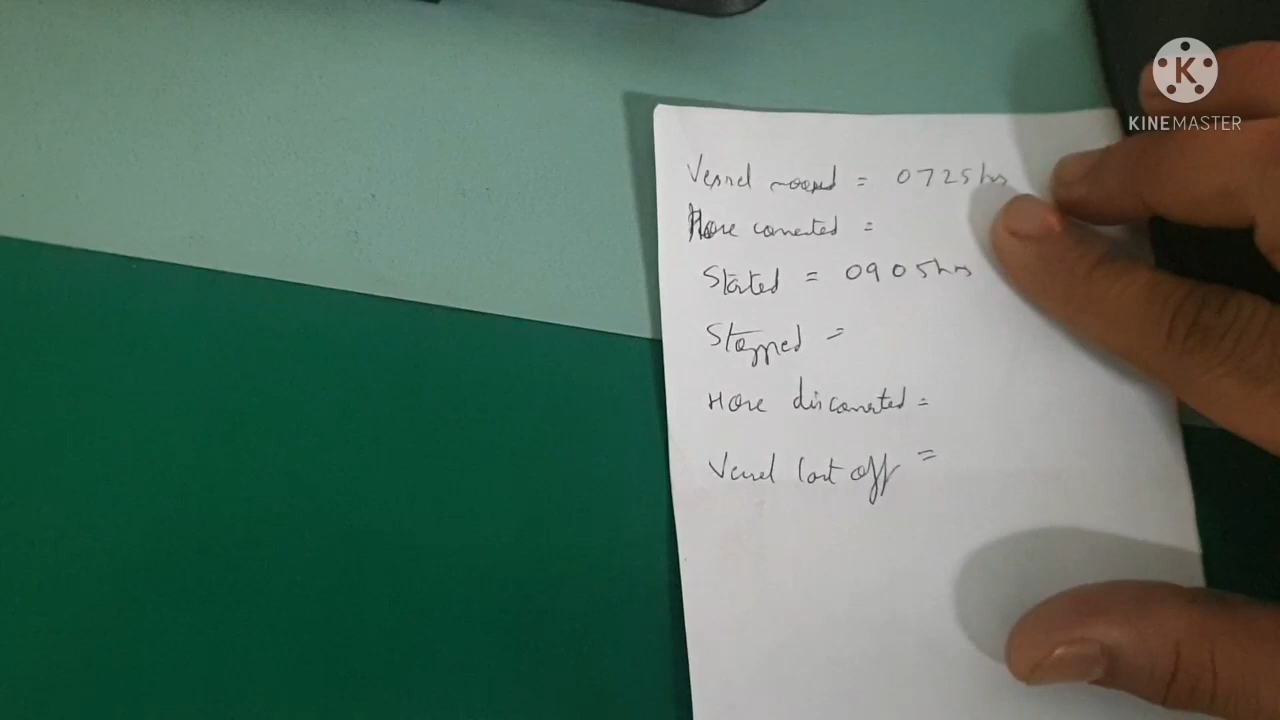 KINEMASTER
Vessel moored = 0725hrs
Hose connected =
Started = 0905hrs
Stopped =
Hose disconnected =
Vessel cast off =